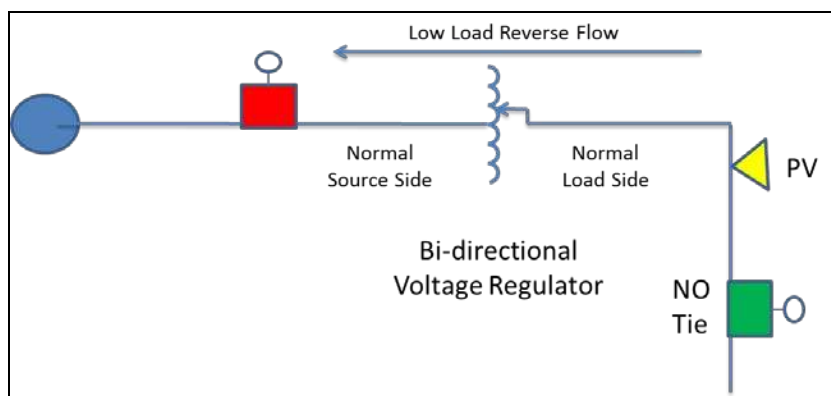 Low Load Reverse Flow
Normal
Source Side
Normal
Load Side
PV
Bi-directional
Voltage Regulator
NO
Tie